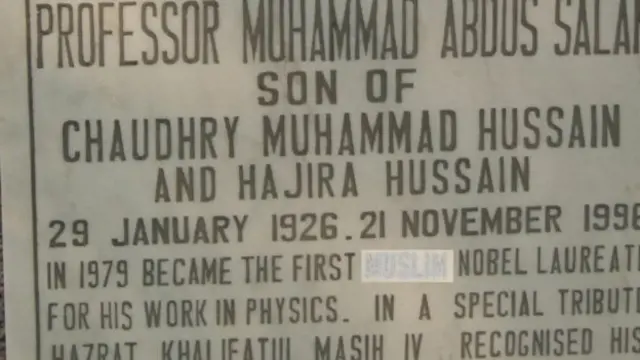 PROFESSOR MUHAMMAD ABDUS SALA
SON OF
CHAUDHRY MUHAMMAD HUSSAIN
AND HAJIRA HUSSAIN
29 JANUARY 1926.21 NOVEMBER 1996
IN 1979 BECAME THE FIRST MUSLIM NOBEL LAUREATE
FOR HIS WORK IN PHYSICS. IN A SPECIAL TRIBUTE
HAZRAT KHALIFATUL MASIH IV RECOGNISED HIS